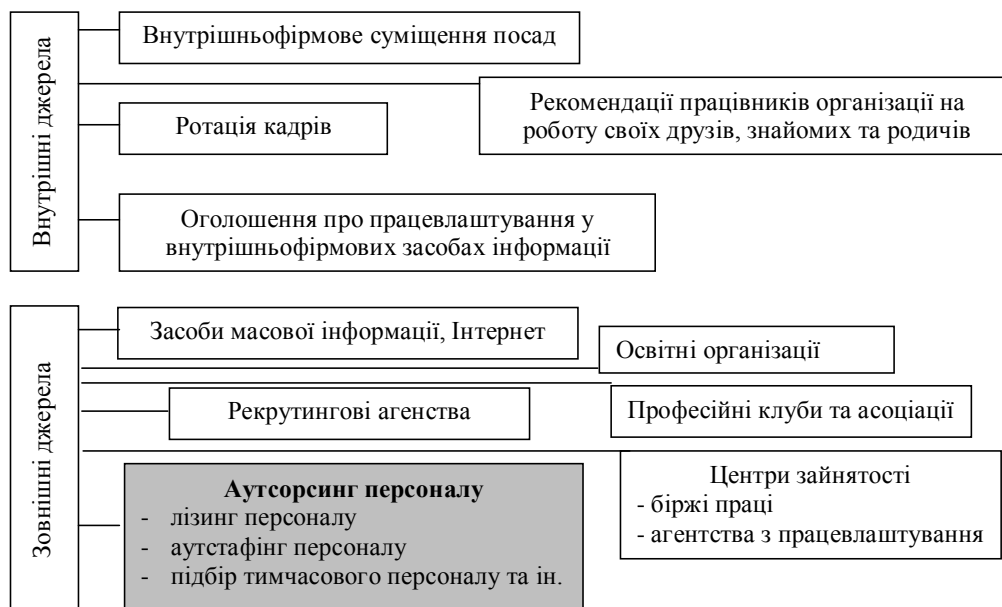 Внутрішні джерела
Внутрішньофірмове суміщення посад
Рекомендації працівників організації на
роботу своїх друзів, знайомих та родичів
Ротація кадрів
Оголошення про працевлаштування у
внутрішньофірмових засобах інформації
Зовнішні джерела
Засоби масової інформації, Інтернет
Освітні організації
Рекрутингові агенства
Професійні клуби та асоціації
Аутсорсинг персоналу
- лізинг персоналу
- аутстафінг персоналу
- підбір тимчасового персоналу та ін.
Центри зайнятості
- біржі праці
- агентства з працевлаштування